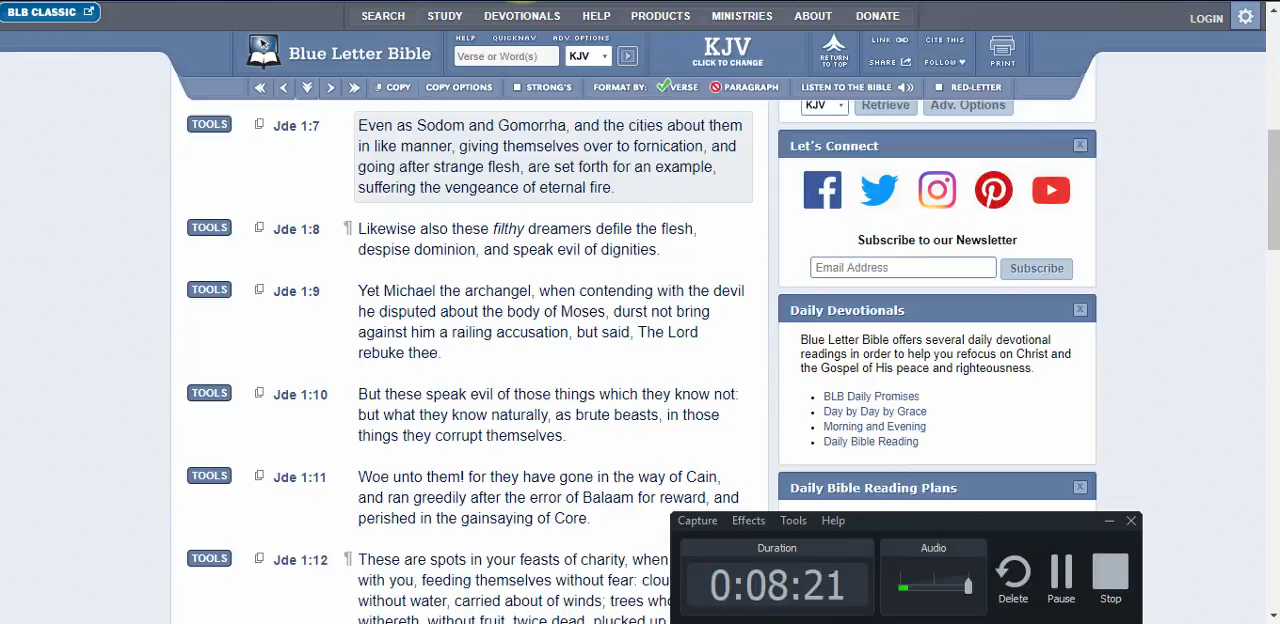 BLB CLASSIC
SEARCH STUDY DEVOTIONALS HELP PRODUCTS MINISTRIES ABOUT DONATE
LOGIN
Blue Letter Bible
HELP QUICKNAV ADV. OPTIONS
Verse or Word(s) KJV
KJV
CLICK TO CHANGE
RETURN
TO TOP
LINK CITE THIS
SHARE FOLLOW
PRINT
COPY COPY OPTIONS STRONG'S FORMAT BY: VERSE PARAGRAPH LISTEN TO THE BIBLE RED-LETTER
TOOLS Jde 1:7 Even as Sodom and Gomorrha, and the cities about them
in like manner, giving themselves over to fornication, and
going after strange flesh, are set forth for an example,
suffering the vengeance of eternal fire.
TOOLS Jde 1:8 ¶ Likewise also these filthy dreamers defile the flesh,
despise dominion, and speak evil of dignities.
TOOLS Jde 1:9 Yet Michael the archangel, when contending with the devil
he disputed about the body of Moses, durst not bring
against him a railing accusation, but said, The Lord
rebuke thee.
TOOLS Jde 1:10 But these speak evil of those things which they know not:
but what they know naturally, as brute beasts, in those
things they corrupt themselves.
TOOLS Jde 1:11 Woe unto them! for they have gone in the way of Cain,
and ran greedily after the error of Balaam for reward, and
perished in the gainsaying of Core.
TOOLS Jde 1:12 ¶ These are spots in your feasts of charity, when
with you, feeding themselves without fear:
without water, carried about of winds; trees
withereth, without fruit, twice dead, plucked up
KJV Retrieve Adv. Options
Let's Connect
Subscribe to our Newsletter
Email Address Subscribe
Daily Devotionals
Blue Letter Bible offers several daily devotional
readings in order to help you refocus on Christ and
the Gospel of His peace and righteousness.
BLB Daily Promises
Day by Day by Grace
Morning and Evening
Daily Bible Reading
Daily Bible Reading Plans
Capture Effects Tools Help
Duration
0:08:21
Audio
Delete Pause Stop